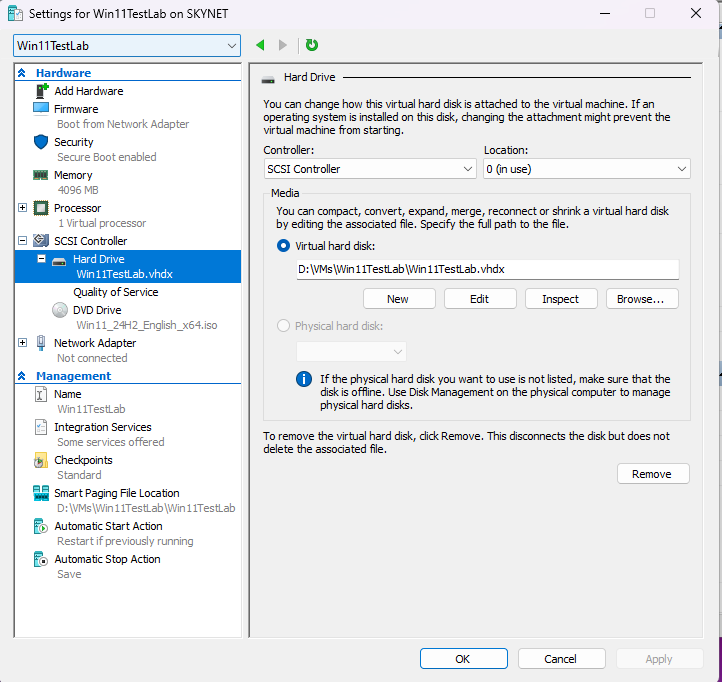 Settings for Win11TestLab on SKYNET
Win11TestLab
Hardware
Add Hardware
Firmware
Boot from Network Adapter
Security
Secure Boot enabled
Memory
4096 MB
Processor
1 Virtual processor
SCSI Controller
Hard Drive
Win11TestLab.vhdx
Quality of Service
DVD Drive
Win11_24H2_English_x64.iso
Network Adapter
Not connected
Management
Name
Win11TestLab
Integration Services
Some services offered
Checkpoints
Standard
Smart Paging File Location
D:\VMs\Win11TestLab\Win11TestLab
Automatic Start Action
Restart if previously running
Automatic Stop Action
Save
Hard Drive
You can change how this virtual hard disk is attached to the virtual machine. If an
operating system is installed on this disk, changing the attachment might prevent the
virtual machine from starting.
Controller:
Location:
SCSI Controller
0 (in use)
Media
You can compact, convert, expand, merge, reconnect or shrink a virtual hard disk
by editing the associated file. Specify the full path to the file.
Virtual hard disk:
D:\VMs\Win11TestLab\Win11TestLab.vhdx
New
Edit
Inspect
Browse...
Physical hard disk:
If the physical hard disk you want to use is not listed, make sure that the
disk is offline. Use Disk Management on the physical computer to manage
physical hard disks.
To remove the virtual hard disk, click Remove. This disconnects the disk but does not
delete the associated file.
Remove
OK
Cancel
Apply